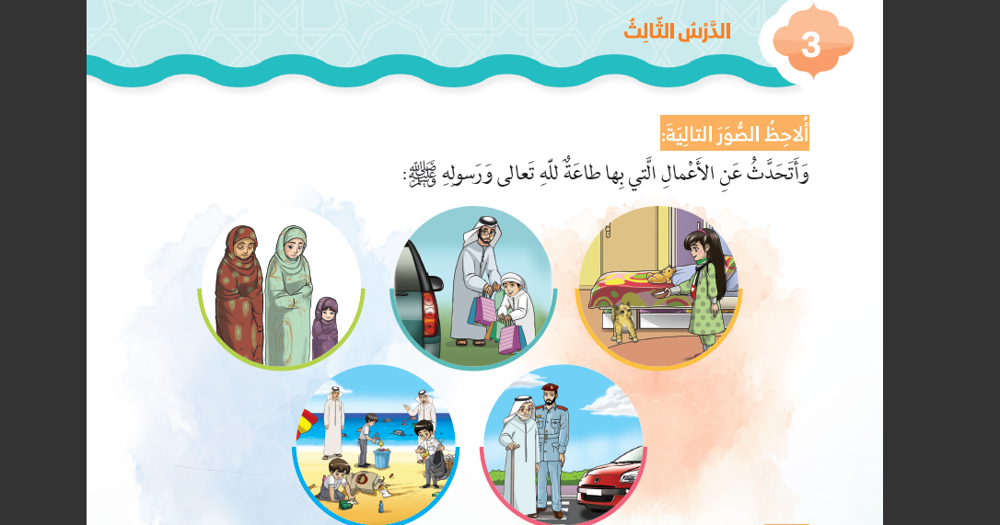 3
الدَّرْسُ الثّالِثُ
أُلاحِظُ الصُّوَرَ التالِيَةَ:
وَأَتَحَدَّثُ عَنِ الأَعْمالِ الَّتي بِها طاعَةٌ للّهِ تَعالى وَرَسولِهِ ﷺ: